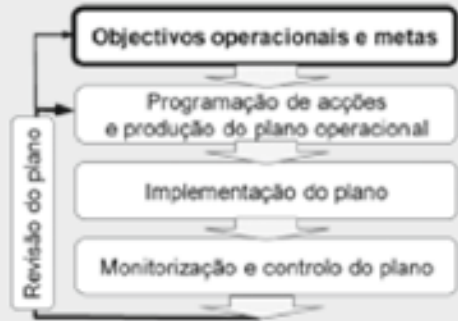 Objectivos operacionais e metas
Programação de acções
e produção do plano operacional
Implementação do plano
Monitorização e controlo do plano
Revisão do plano